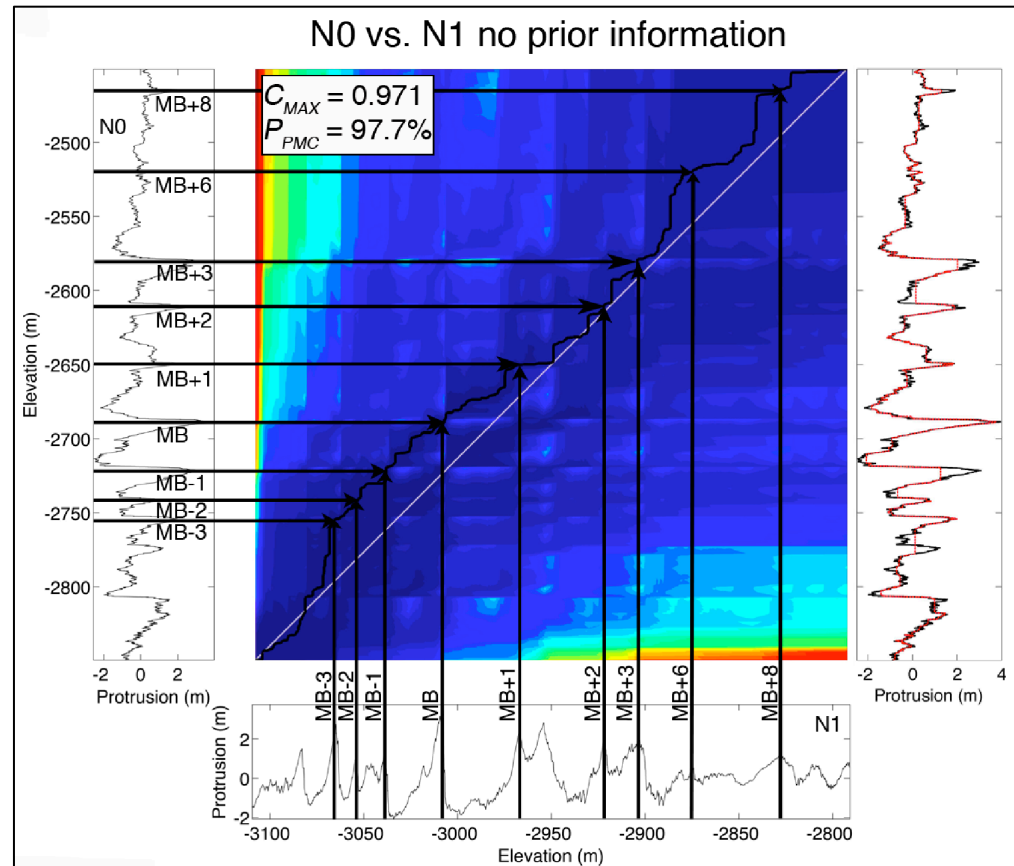 N0 vs. N1 no prior information
C_MAX = 0.971
P_PMC = 97.7%
N0
MB+8
MB+6
MB+3
MB+2
MB+1
MB
MB-1
MB-2
MB-3
-2500
-2550
-2600
-2650
-2700
-2750
-2800
Elevation (m)
-2 0 2 4
Protrusion (m)
-2 0 2 4
Protrusion (m)
MB-3
MB-2
MB-1
MB
MB+1
MB+2
MB+3
MB+6
MB+8
N1
Protrusion (m)
2
0
-2
-3100 -3050 -3000 -2950 -2900 -2850 -2800
Elevation (m)